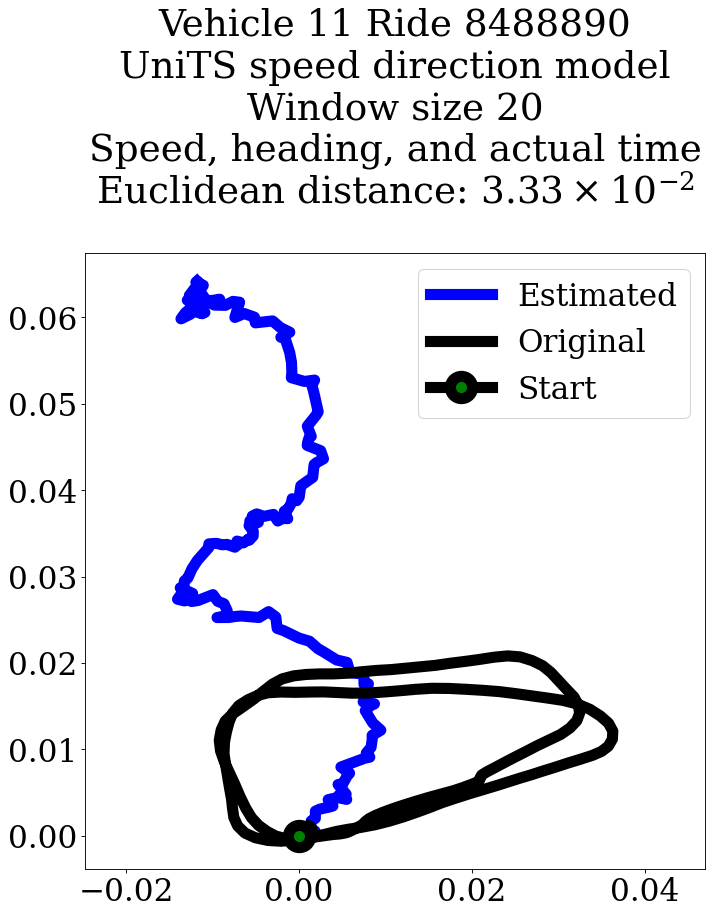 Vehicle 11 Ride 8488890
UniTS speed direction model
Window size 20
Speed, heading, and actual time
Euclidean distance: 3.33 × 10⁻²
Estimated
Original
Start
0.06
0.05
0.04
0.03
0.02
0.01
0.00
−0.02 0.00 0.02 0.04